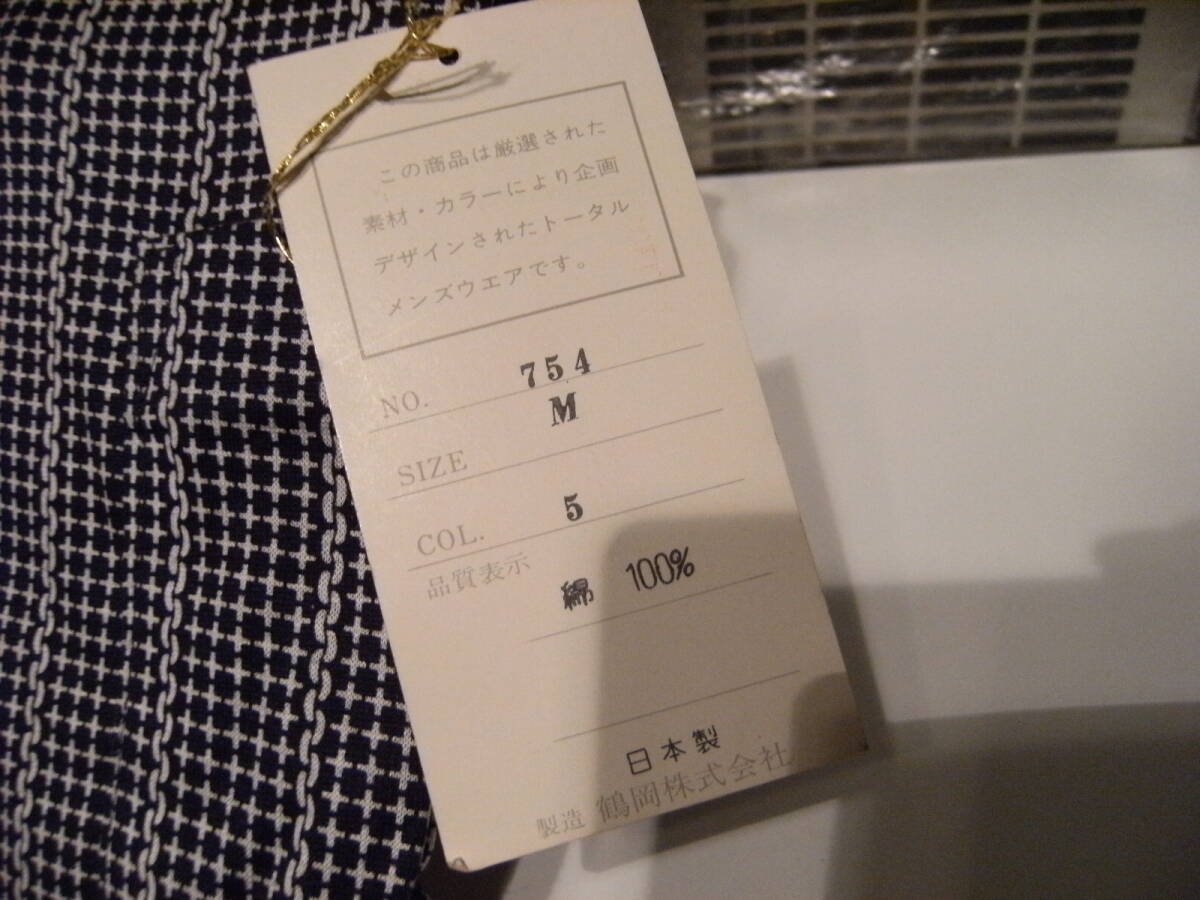 この商品は厳選された
素材・カラーにより企画
デザインされたトータル
メンズウエアです。
NO. 754
SIZE M
COL. 5
品質表示
綿 100%
日本製
製造 鶴岡株式会社